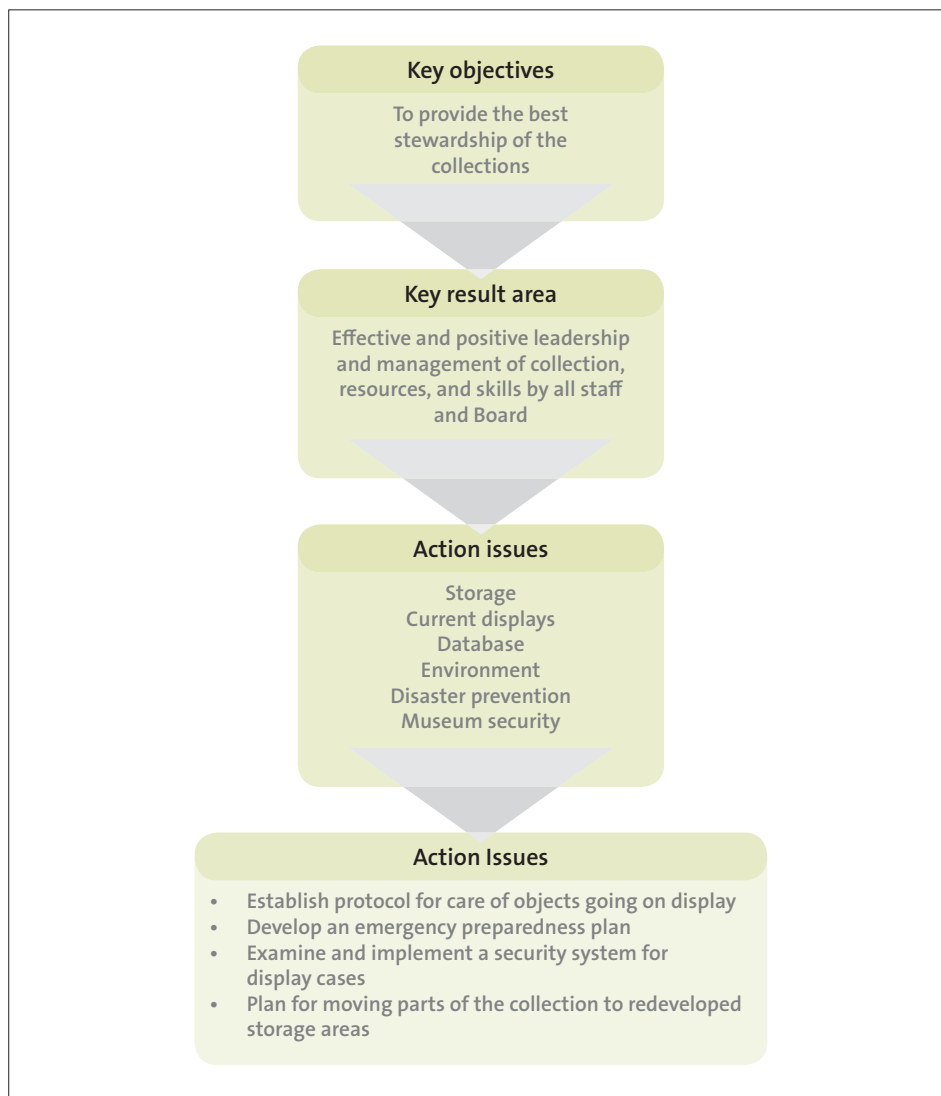 Key objectives
To provide the best
stewardship of the
collections
Key result area
Effective and positive leadership
and management of collection,
resources, and skills by all staff
and Board
Action issues
Storage
Current displays
Database
Environment
Disaster prevention
Museum security
Action Issues
• Establish protocol for care of objects going on display
• Develop an emergency preparedness plan
• Examine and implement a security system for
display cases
• Plan for moving parts of the collection to redeveloped
storage areas